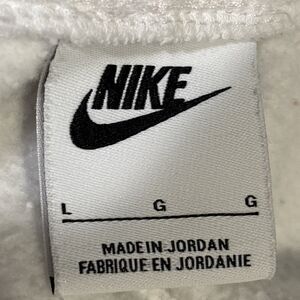 NIKE
L G G
MADE IN JORDAN
FABRIQUE EN JORDANIE